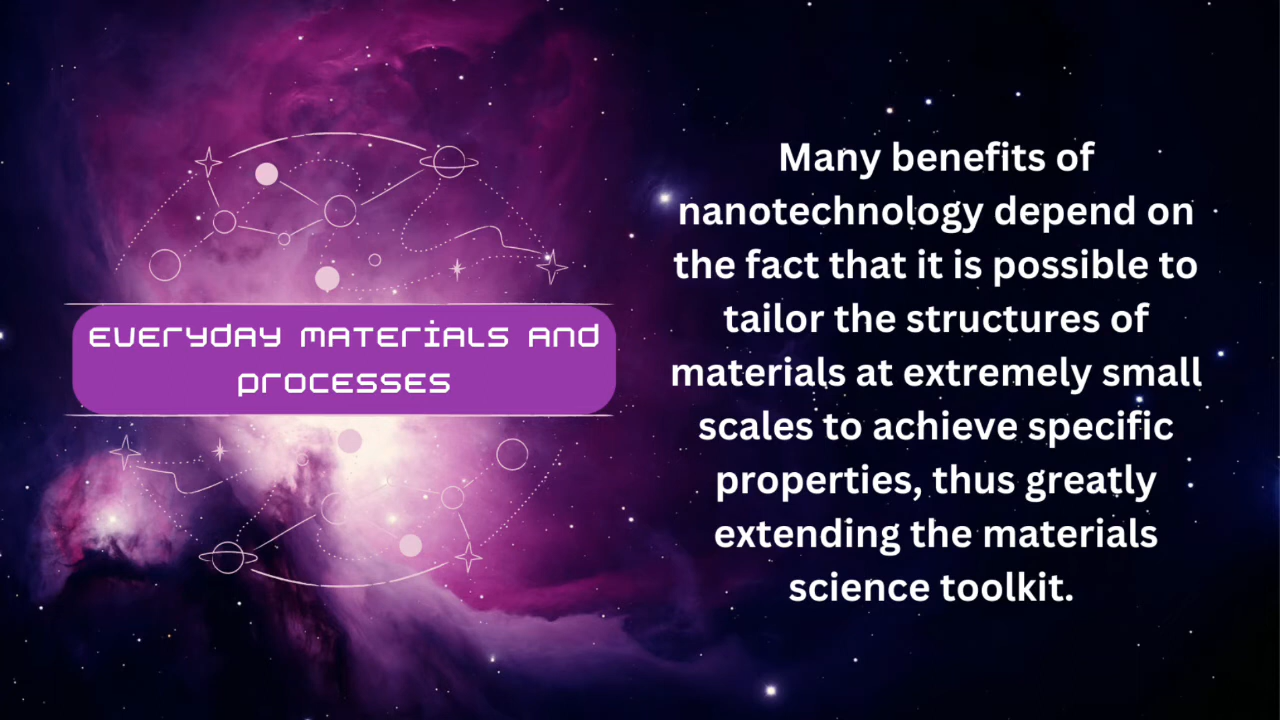 EVERYDAY MATERIALS AND
PROCESSES
Many benefits of
nanotechnology depend on
the fact that it is possible to
tailor the structures of
materials at extremely small
scales to achieve specific
properties, thus greatly
extending the materials
science toolkit.